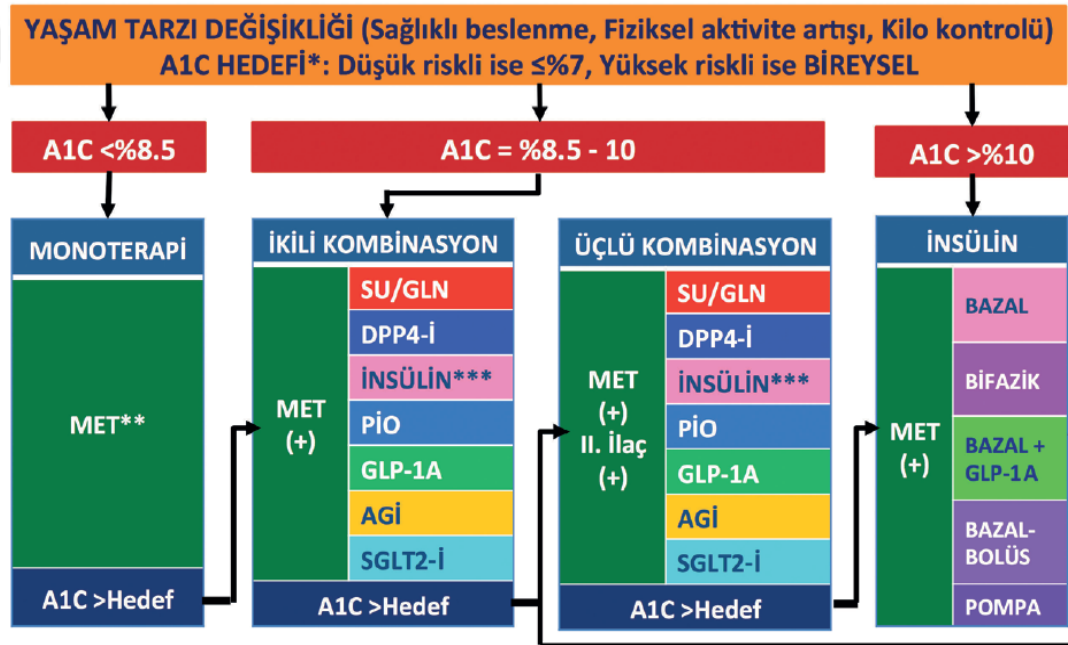 YAŞAM TARZI DEĞİŞİKLİĞİ (Sağlıklı beslenme, Fiziksel aktivite artışı, Kilo kontrolü)
A1C HEDEFİ*: Düşük riskli ise ≤%7, Yüksek riskli ise BİREYSEL
A1C <%8.5
A1C = %8.5 - 10
A1C >%10
MONOTERAPİ
MET**
A1C >Hedef
İKİLİ KOMBİNASYON
MET
(+)
SU/GLN
DPP4-İ
İNSÜLİN***
PİO
GLP-1A
AGİ
SGLT2-İ
A1C >Hedef
ÜÇLÜ KOMBİNASYON
MET
(+)
II. İlaç
(+)
SU/GLN
DPP4-İ
İNSÜLİN***
PİO
GLP-1A
AGİ
SGLT2-İ
A1C >Hedef
İNSÜLİN
MET
(+)
BAZAL
BİFAZİK
BAZAL +
GLP-1A
BAZAL-
BOLÜS
POMPA